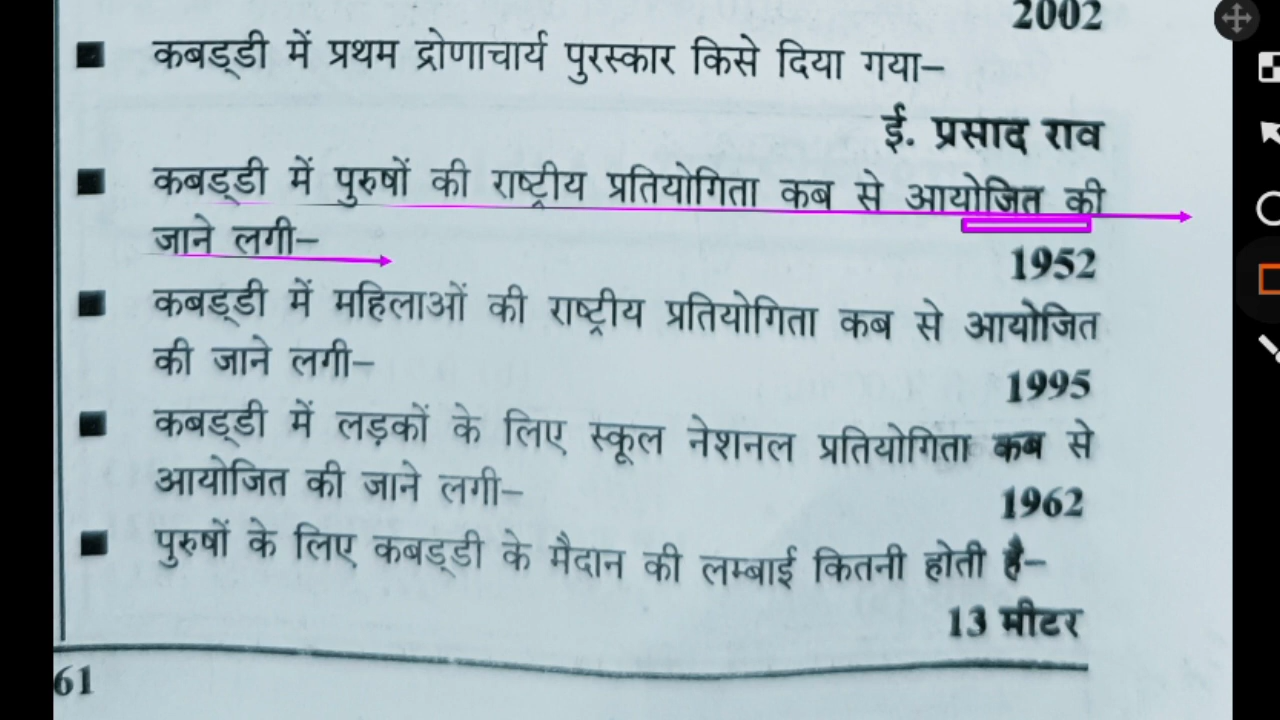 2002
■ कबड्डी में प्रथम द्रोणाचार्य पुरस्कार किसे दिया गया–
ई. प्रसाद राव
■ कबड्डी में पुरुषों की राष्ट्रीय प्रतियोगिता कब से आयोजित की
जाने लगी–
1952
■ कबड्डी में महिलाओं की राष्ट्रीय प्रतियोगिता कब से आयोजित
की जाने लगी–
1995
■ कबड्डी में लड़कों के लिए स्कूल नेशनल प्रतियोगिता कब से
आयोजित की जाने लगी–
1962
■ पुरुषों के लिए कबड्डी के मैदान की लम्बाई कितनी होती है–
13 मीटर
61